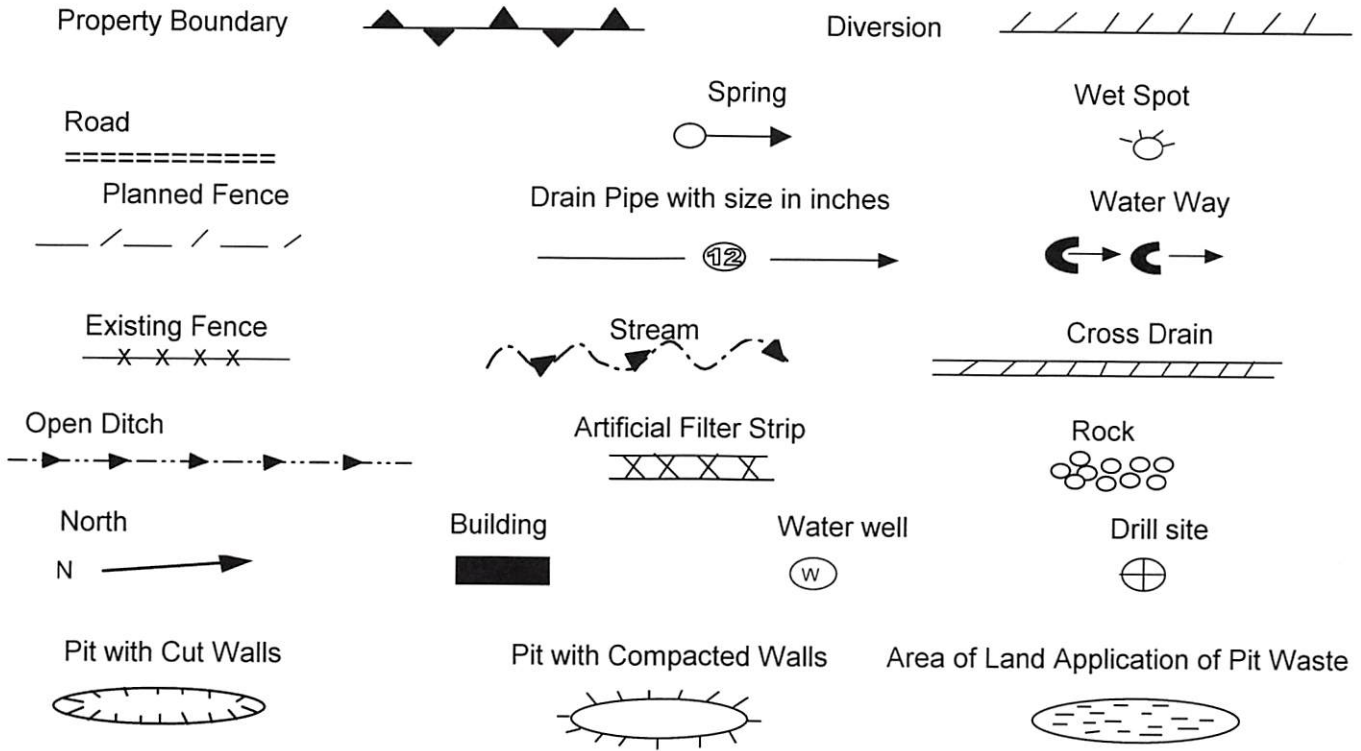 Property Boundary
Diversion
Spring
Wet Spot
Road
Planned Fence
Drain Pipe with size in inches
Water Way
12
Existing Fence
Stream
Cross Drain
X X X X
Open Ditch
Artificial Filter Strip
Rock
North
Building
Water well
Drill site
N
W
Pit with Cut Walls
Pit with Compacted Walls
Area of Land Application of Pit Waste